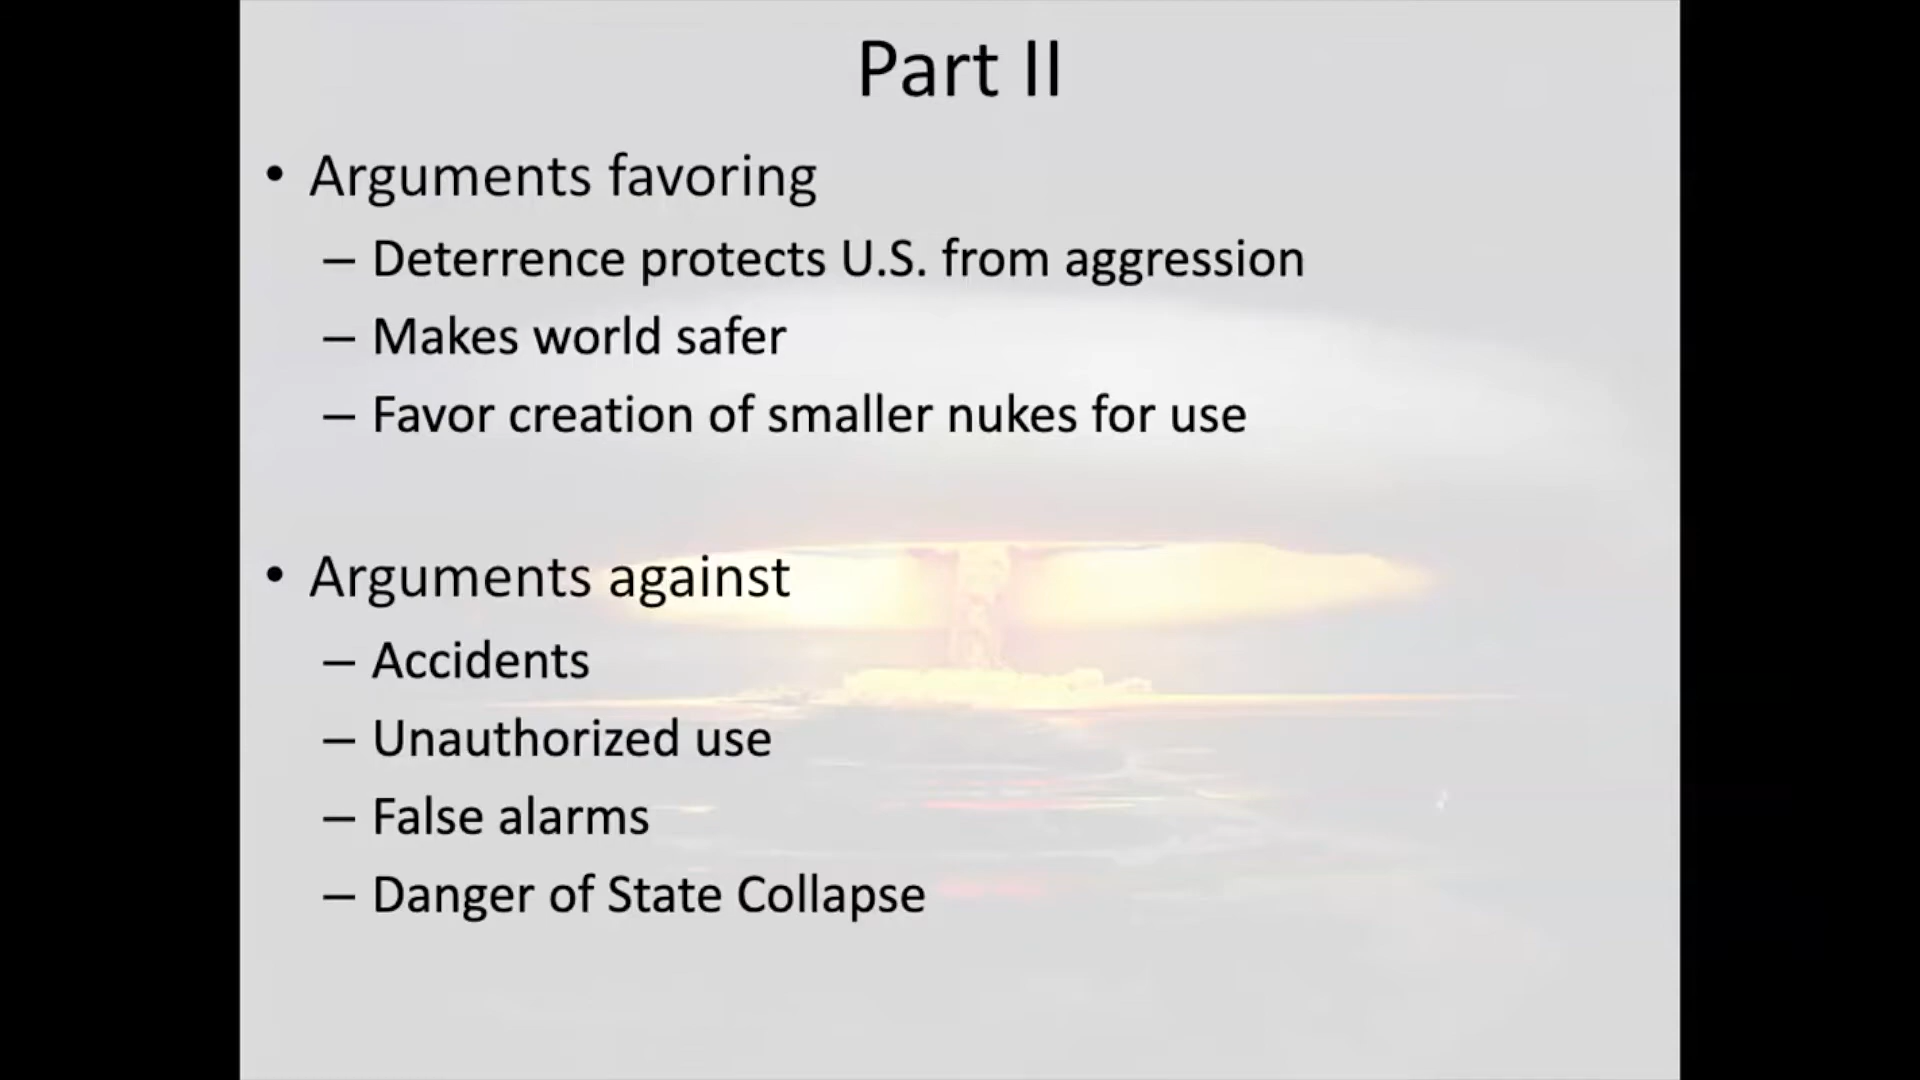 Part II
• Arguments favoring
– Deterrence protects U.S. from aggression
– Makes world safer
– Favor creation of smaller nukes for use
• Arguments against
– Accidents
– Unauthorized use
– False alarms
– Danger of State Collapse